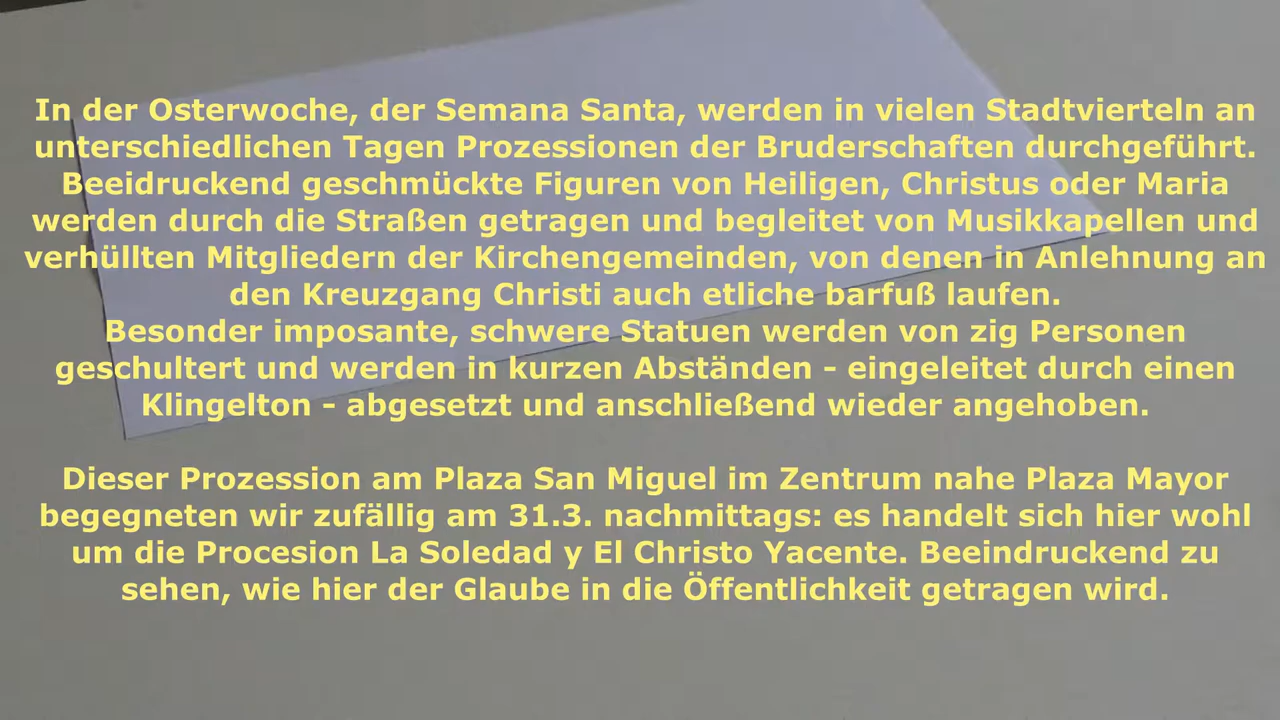 In der Osterwoche, der Semana Santa, werden in vielen Stadtvierteln an
unterschiedlichen Tagen Prozessionen der Bruderschaften durchgeführt.
Beeidruckend geschmückte Figuren von Heiligen, Christus oder Maria
werden durch die Straßen getragen und begleitet von Musikkapellen und
verhüllten Mitgliedern der Kirchengemeinden, von denen in Anlehnung an
den Kreuzgang Christi auch etliche barfuß laufen.
Besonder imposante, schwere Statuen werden von zig Personen
geschultert und werden in kurzen Abständen - eingeleitet durch einen
Klingelton - abgesetzt und anschließend wieder angehoben.

Dieser Prozession am Plaza San Miguel im Zentrum nahe Plaza Mayor
begegneten wir zufällig am 31.3. nachmittags: es handelt sich hier wohl
um die Procesion La Soledad y El Christo Yacente. Beeindruckend zu
sehen, wie hier der Glaube in die Öffentlichkeit getragen wird.